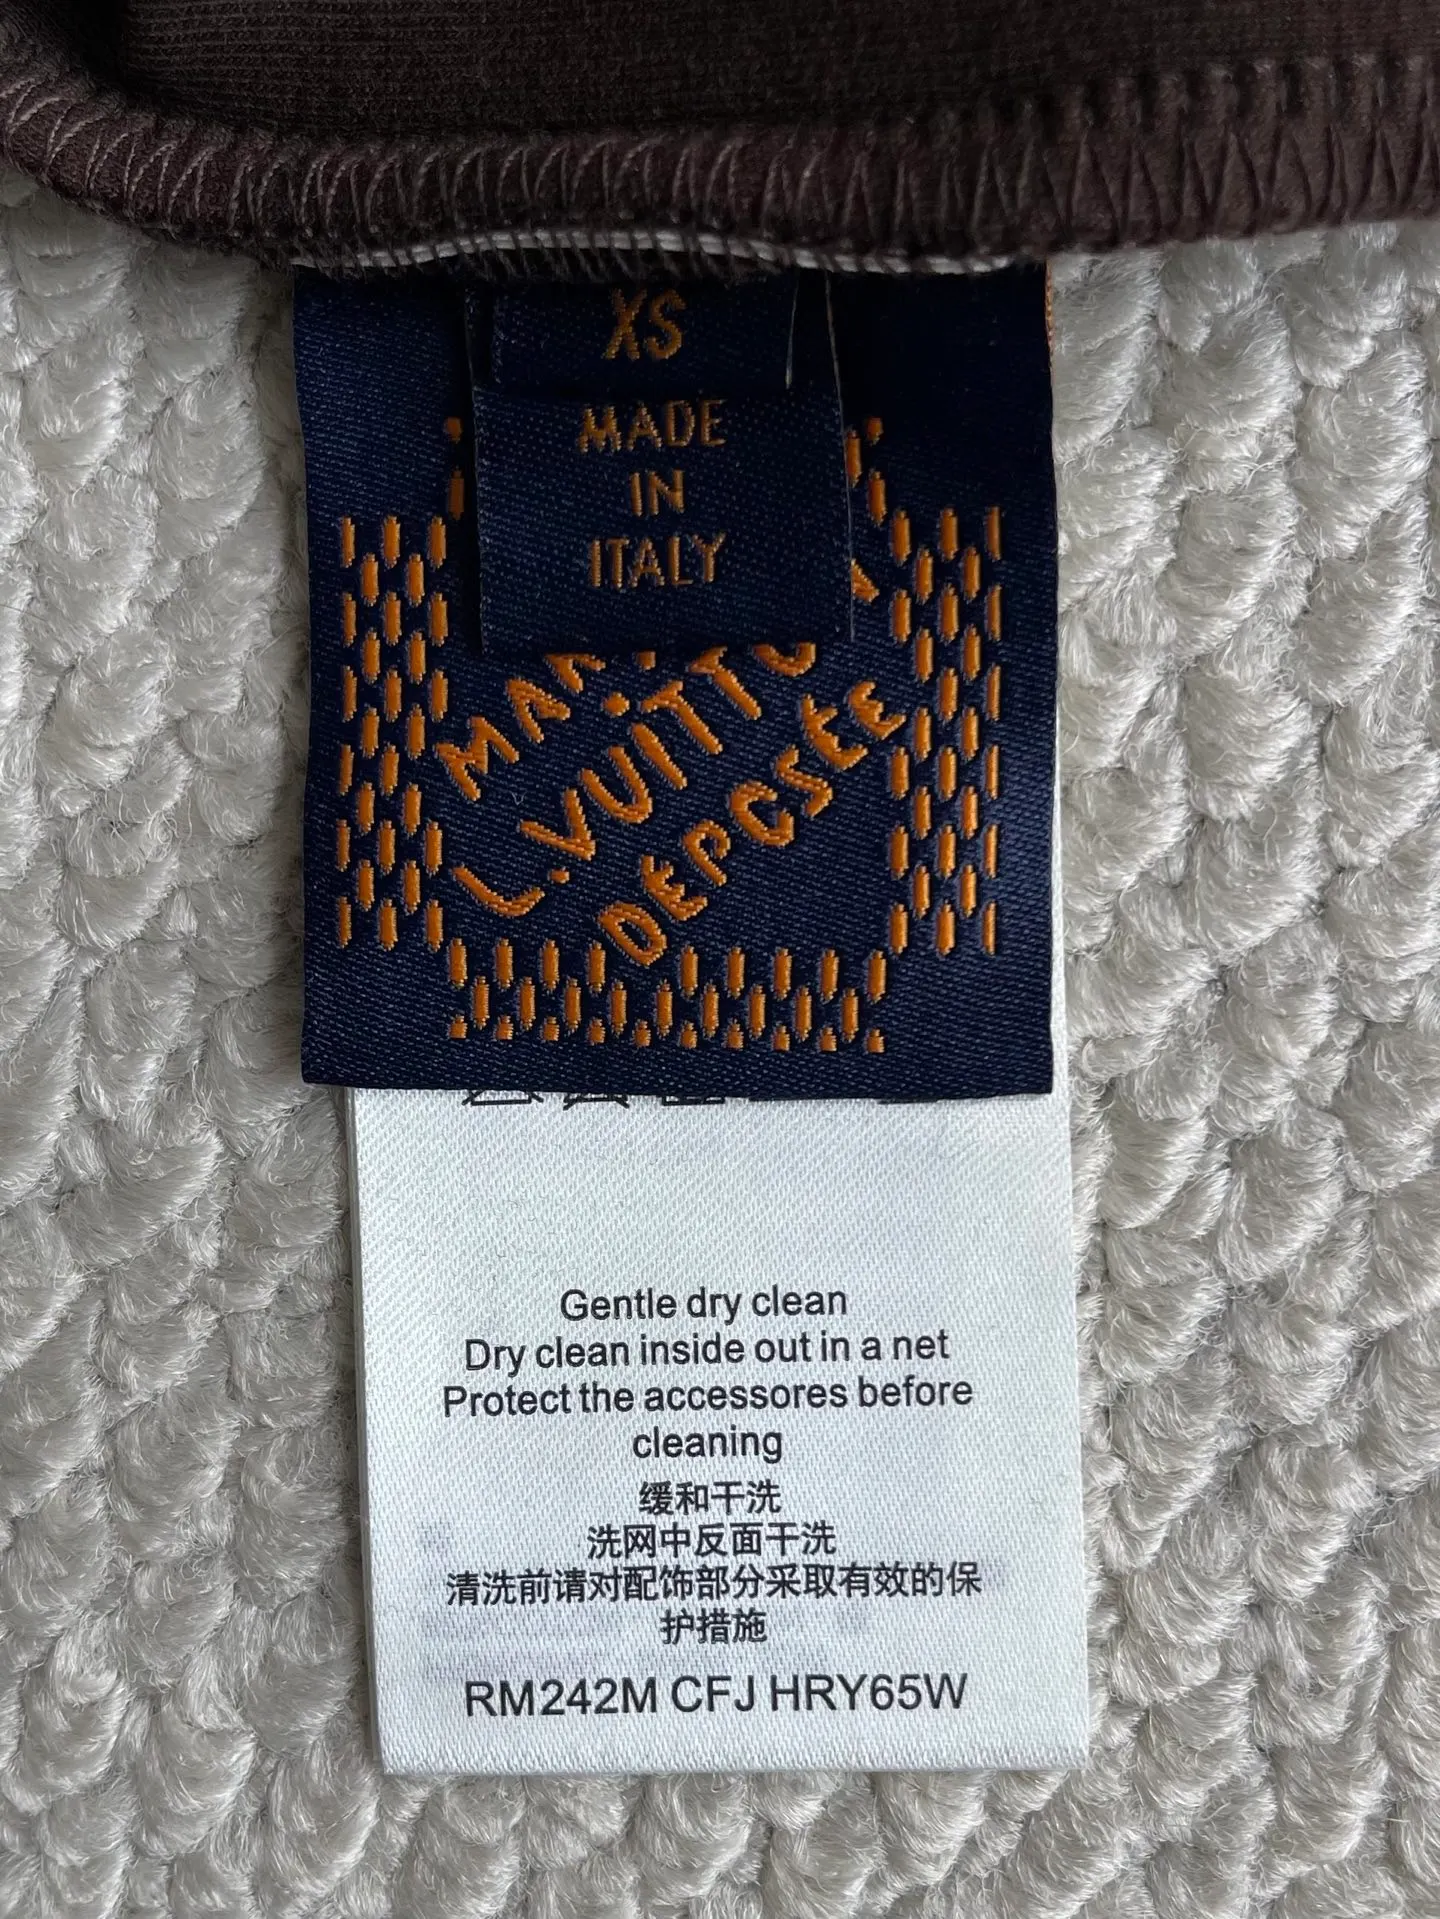 XS
MADE
IN
ITALY
L.VUITTO
DEPOSEE
Gentle dry clean
Dry clean inside out in a net
Protect the accessores before
cleaning
缓和干洗
洗网中反面干洗
清洗前请对配饰部分采取有效的保
护措施
RM242M CFJ HRY65W